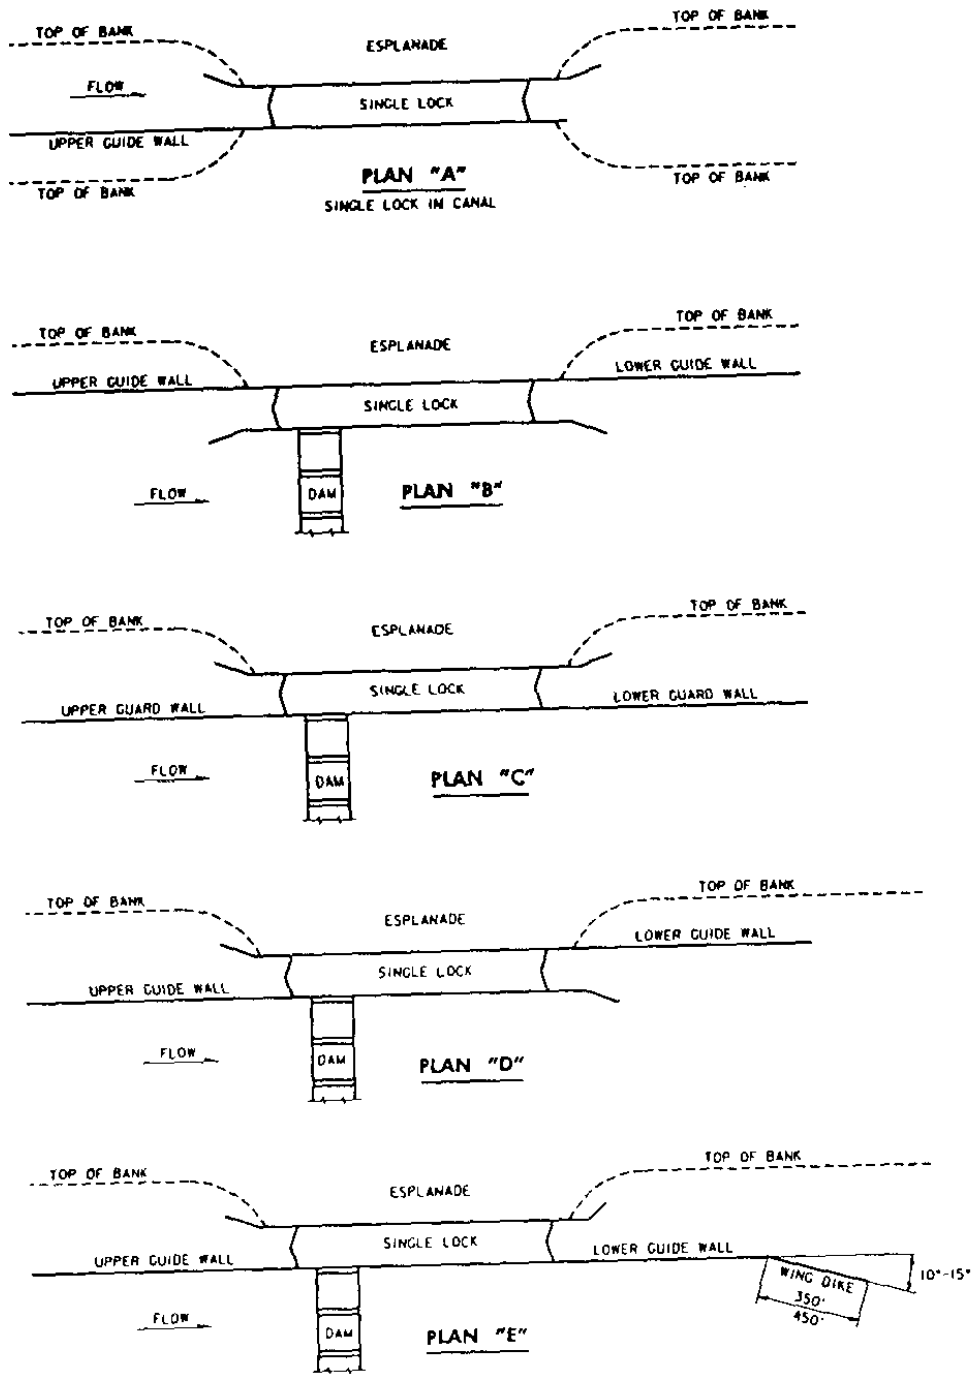 TOP OF BANK
TOP OF BANK
ESPLANADE
FLOW
SINGLE LOCK
UPPER GUIDE WALL
TOP OF BANK
PLAN "A"
TOP OF BANK
SINGLE LOCK IN CANAL
TOP OF BANK
TOP OF BANK
ESPLANADE
UPPER GUIDE WALL
LOWER GUIDE WALL
SINGLE LOCK
FLOW
DAM
PLAN "B"
TOP OF BANK
TOP OF BANK
ESPLANADE
UPPER GUARD WALL
SINGLE LOCK
LOWER GUARD WALL
FLOW
DAM
PLAN "C"
TOP OF BANK
TOP OF BANK
ESPLANADE
LOWER GUIDE WALL
UPPER GUIDE WALL
SINGLE LOCK
FLOW
DAM
PLAN "D"
TOP OF BANK
TOP OF BANK
ESPLANADE
UPPER GUIDE WALL
SINGLE LOCK
LOWER GUIDE WALL
WING DIKE
10°-15°
350'
450'
FLOW
DAM
PLAN "E"